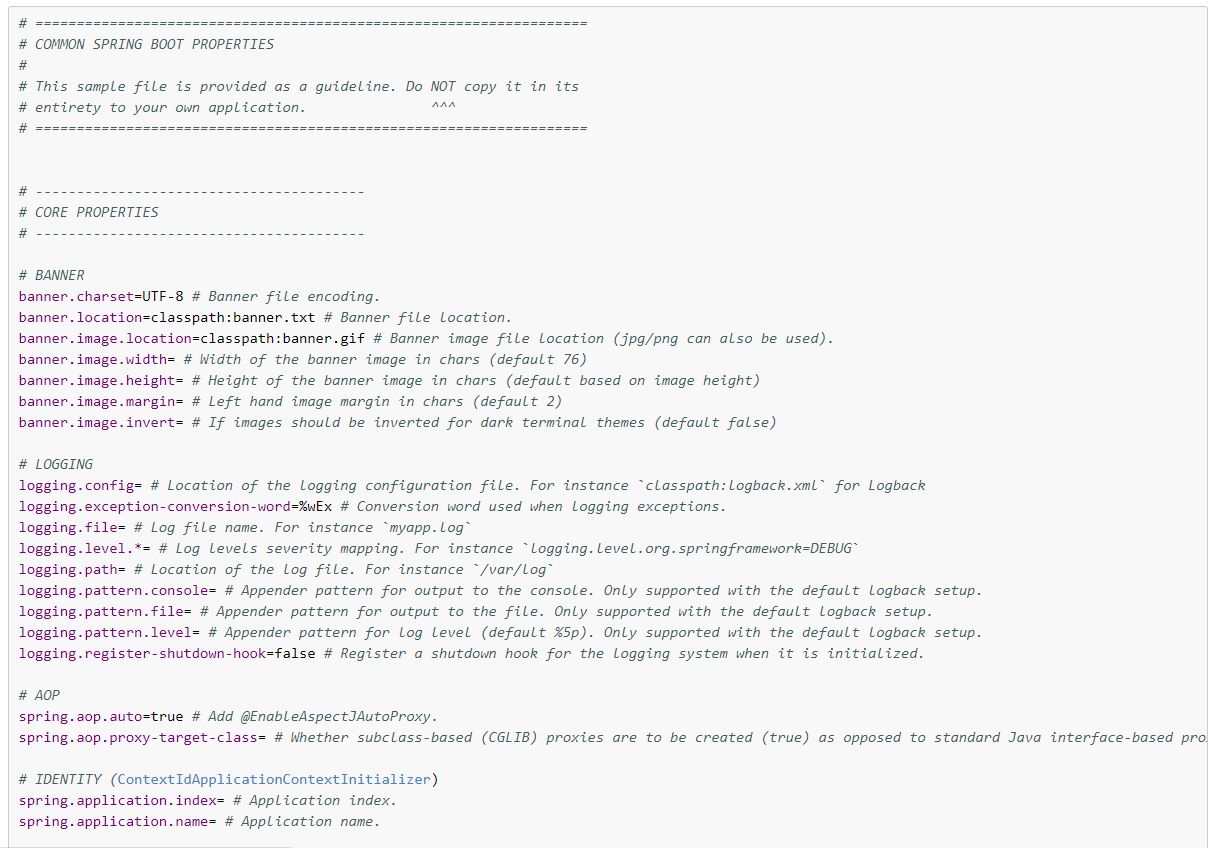 # ===================================================================
# COMMON SPRING BOOT PROPERTIES
#
# This sample file is provided as a guideline. Do NOT copy it in its
# entirety to your own application.               ^^^
# ===================================================================
# ----------------------------------------
# CORE PROPERTIES
# ----------------------------------------
# BANNER
banner.charset=UTF-8 # Banner file encoding.
banner.location=classpath:banner.txt # Banner file location.
banner.image.location=classpath:banner.gif # Banner image file location (jpg/png can also be used).
banner.image.width= # Width of the banner image in chars (default 76)
banner.image.height= # Height of the banner image in chars (default based on image height)
banner.image.margin= # Left hand image margin in chars (default 2)
banner.image.invert= # If images should be inverted for dark terminal themes (default false)
# LOGGING
logging.config= # Location of the logging configuration file. For instance `classpath:logback.xml` for Logback
logging.exception-conversion-word=%wEx # Conversion word used when logging exceptions.
logging.file= # Log file name. For instance `myapp.log`
logging.level.*= # Log levels severity mapping. For instance `logging.level.org.springframework=DEBUG`
logging.path= # Location of the log file. For instance `/var/log`
logging.pattern.console= # Appender pattern for output to the console. Only supported with the default logback setup.
logging.pattern.file= # Appender pattern for output to the file. Only supported with the default logback setup.
logging.pattern.level= # Appender pattern for log level (default %5p). Only supported with the default logback setup.
logging.register-shutdown-hook=false # Register a shutdown hook for the logging system when it is initialized.
# AOP
spring.aop.auto=true # Add @EnableAspectJAutoProxy.
spring.aop.proxy-target-class= # Whether subclass-based (CGLIB) proxies are to be created (true) as opposed to standard Java interface-based
# IDENTITY (ContextIdApplicationContextInitializer)
spring.application.index= # Application index.
spring.application.name= # Application name.